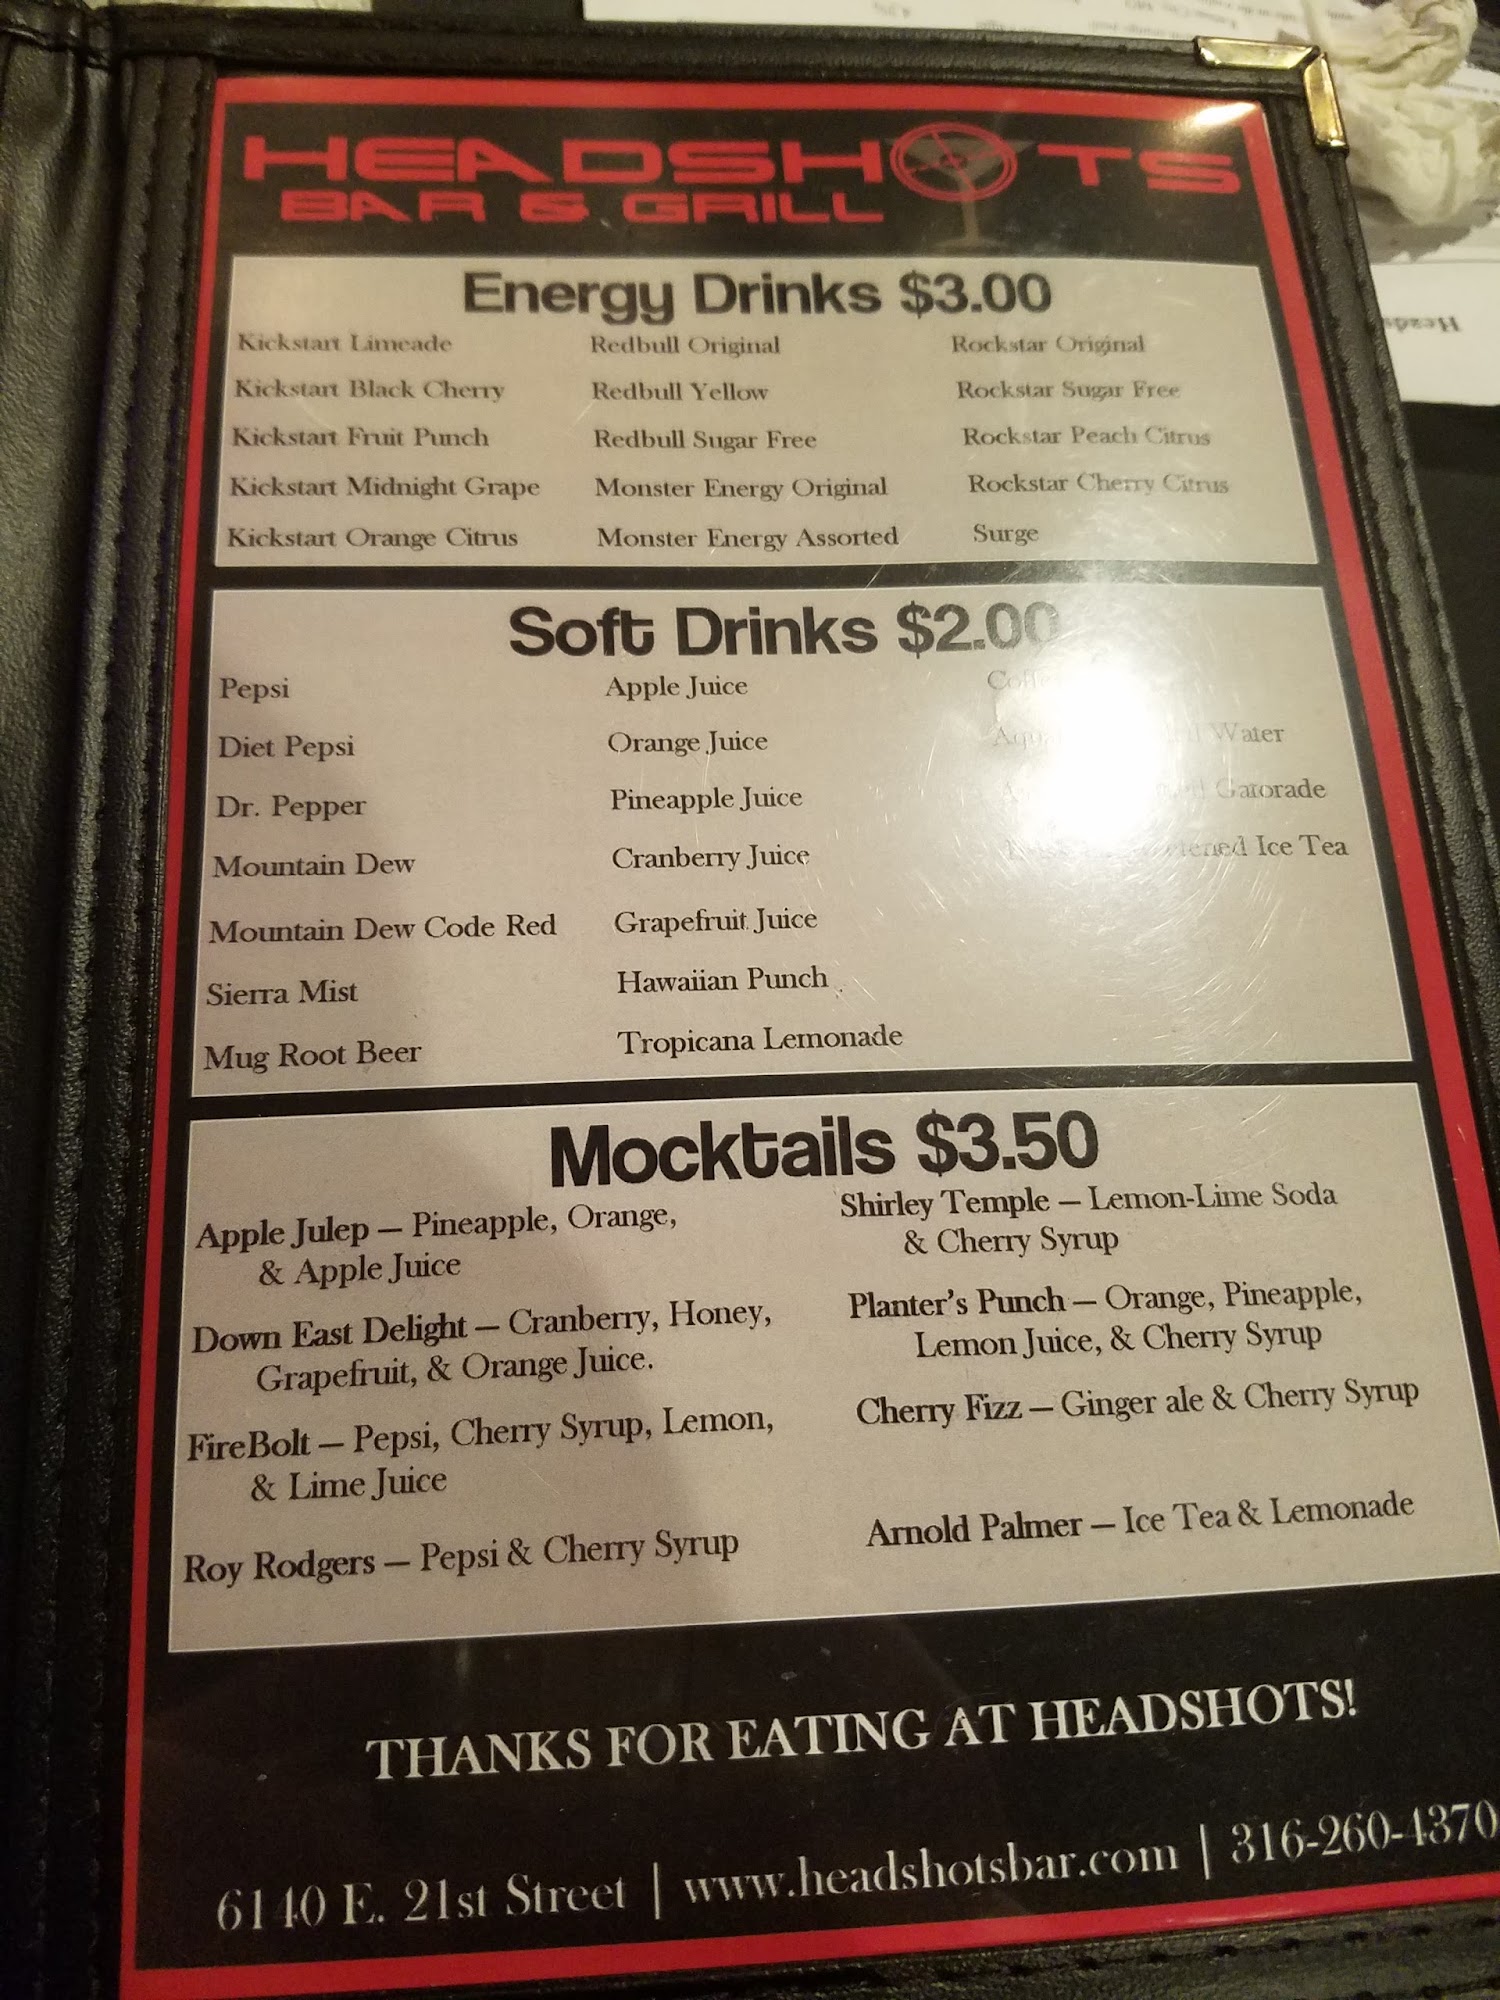 HEADSHOTS
BAR & GRILL
Energy Drinks $3.00
Kickstart Limeade
Kickstart Black Cherry
Kickstart Fruit Punch
Kickstart Midnight Grape
Kickstart Orange Citrus
Redbull Original
Redbull Yellow
Redbull Sugar Free
Monster Energy Original
Monster Energy Assorted
Rockstar Original
Rockstar Sugar Free
Rockstar Peach Citrus
Rockstar Cherry Citrus
Surge
Soft Drinks $2.00
Pepsi
Diet Pepsi
Dr. Pepper
Mountain Dew
Mountain Dew Code Red
Sierra Mist
Mug Root Beer
Apple Juice
Orange Juice
Pineapple Juice
Cranberry Juice
Grapefruit Juice
Hawaiian Punch
Tropicana Lemonade
Water
Gatorade
Ice Tea
Mocktails $3.50
Apple Julep – Pineapple, Orange,
& Apple Juice
Down East Delight – Cranberry, Honey,
Grapefruit, & Orange Juice.
FireBolt – Pepsi, Cherry Syrup, Lemon,
& Lime Juice
Roy Rodgers – Pepsi & Cherry Syrup
Shirley Temple – Lemon-Lime Soda
& Cherry Syrup
Planter's Punch – Orange, Pineapple,
Lemon Juice, & Cherry Syrup
Cherry Fizz – Ginger ale & Cherry Syrup
Arnold Palmer – Ice Tea & Lemonade
THANKS FOR EATING AT HEADSHOTS!
6140 E. 21st Street | www.headshotsbar.com | 316-260-4370